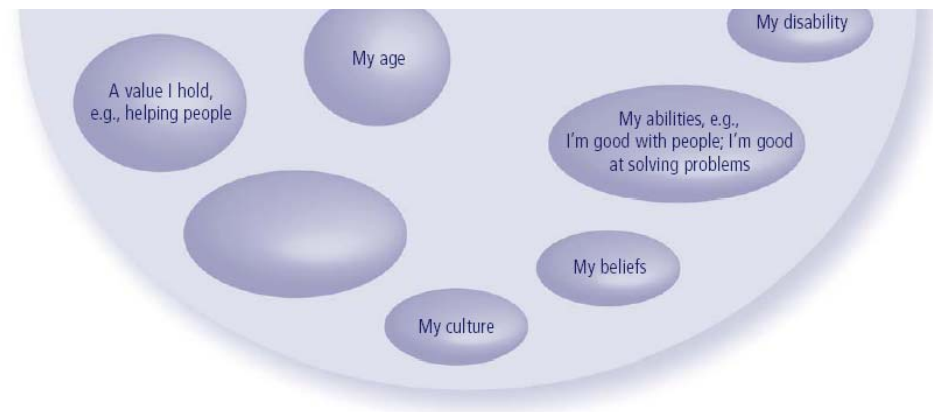 My disability
My age
A value I hold,
e.g., helping people
My abilities, e.g.,
I'm good with people; I'm good
at solving problems
My beliefs
My culture